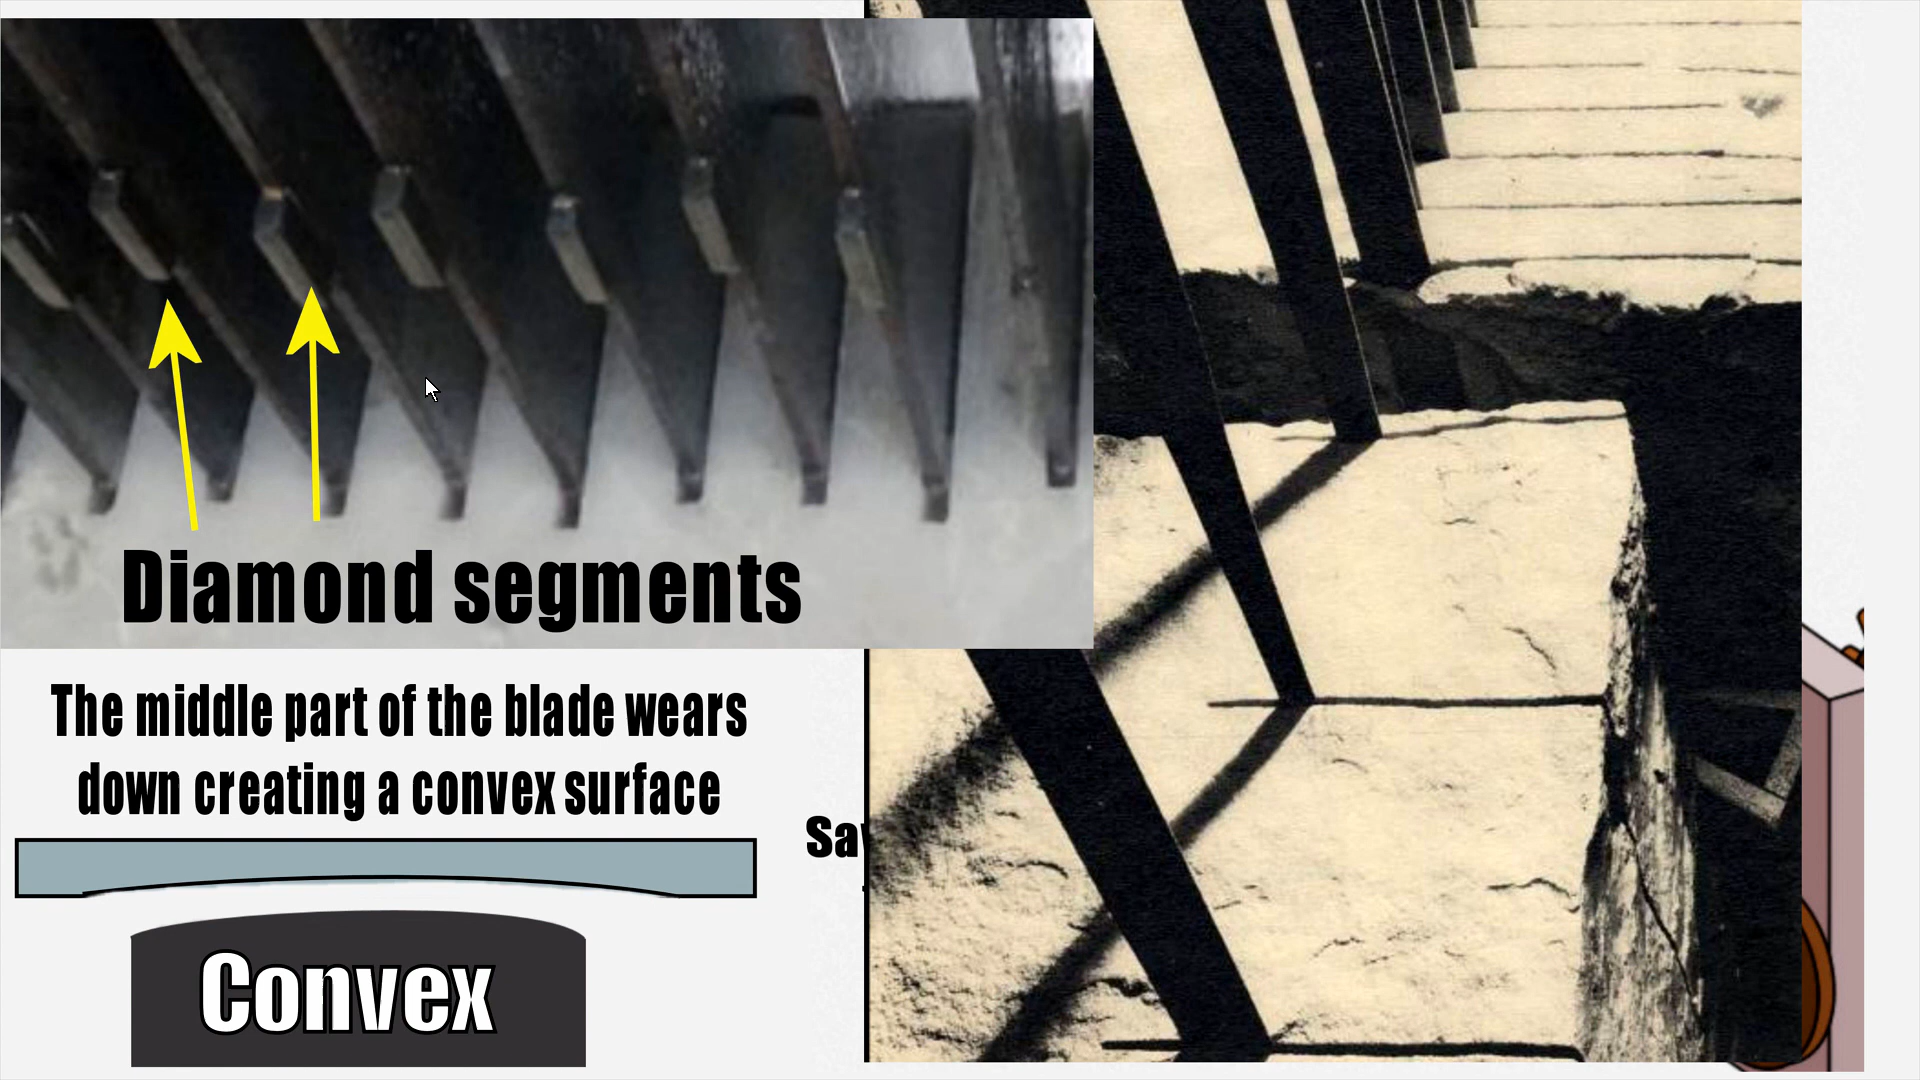 Diamond segments
The middle part of the blade wears
down creating a convex surface
Convex